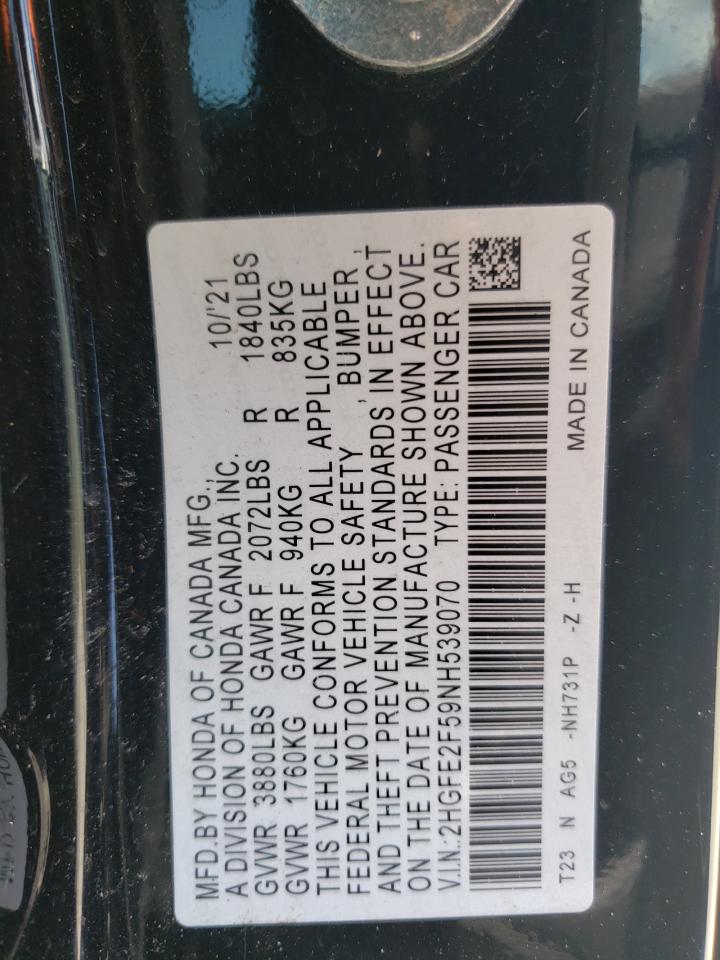 MFD.BY HONDA OF CANADA MFG., 10/'21
A DIVISION OF HONDA CANADA INC.
GVWR 3880LBS GAWR F 2072LBS R 1840LBS
GVWR 1760KG GAWR F 940KG R 835KG
THIS VEHICLE CONFORMS TO ALL APPLICABLE
FEDERAL MOTOR VEHICLE SAFETY , BUMPER ,
AND THEFT PREVENTION STANDARDS IN EFFECT
ON THE DATE OF MANUFACTURE SHOWN ABOVE.
V.I.N.:2HGFE2F59NH539070 TYPE: PASSENGER CAR
T23 N AG5 -NH731P -Z -H MADE IN CANADA